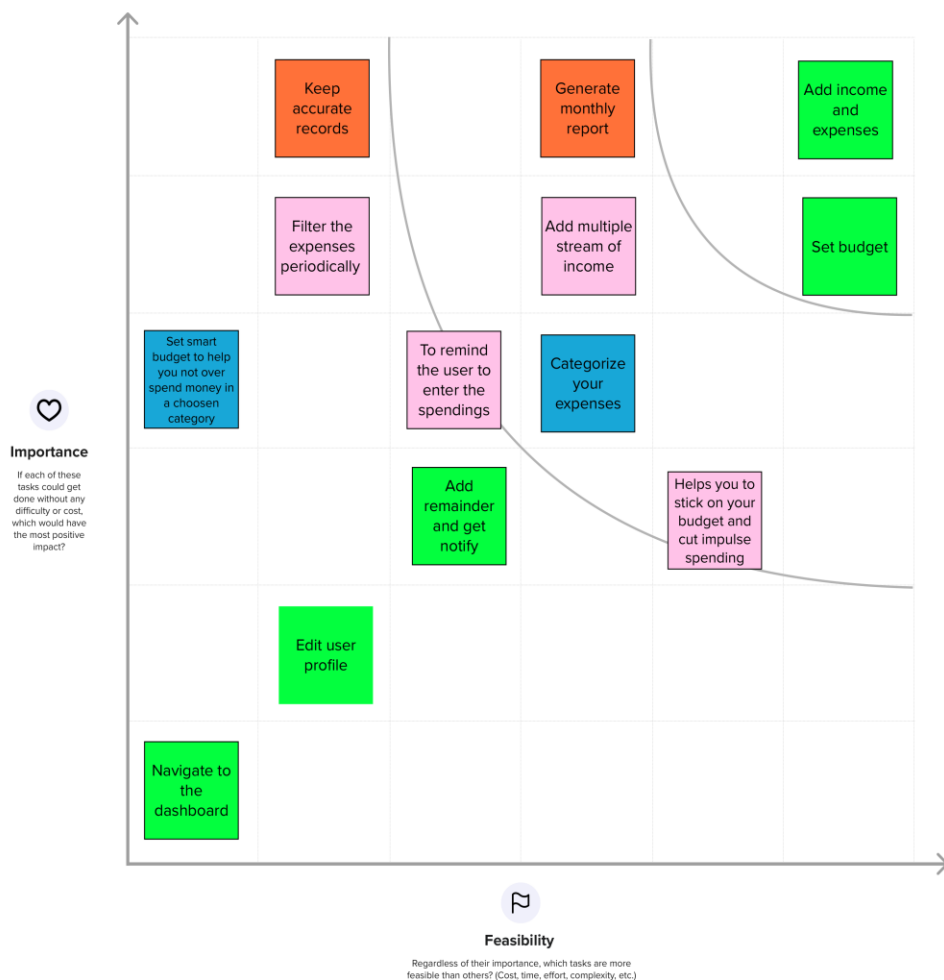 Keep
accurate
records
Generate
monthly
report
Add income
and
expenses
Filter the
expenses
periodically
Add multiple
stream of
income
Set budget
Set smart
budget to help
you not over
spend money in
a choosen
category
To remind
the user to
enter the
spendings
Categorize
your
expenses
Importance
If each of these
tasks could get
done without any
difficulty or cost,
which would have
the most positive
impact?
Add
remainder
and get
notify
Helps you to
stick on your
budget and
cut impulse
spending
Edit user
profile
Navigate to
the
dashboard
Feasibility
Regardless of their importance, which tasks are more
feasible than others? (Cost, time, effort, complexity, etc.)